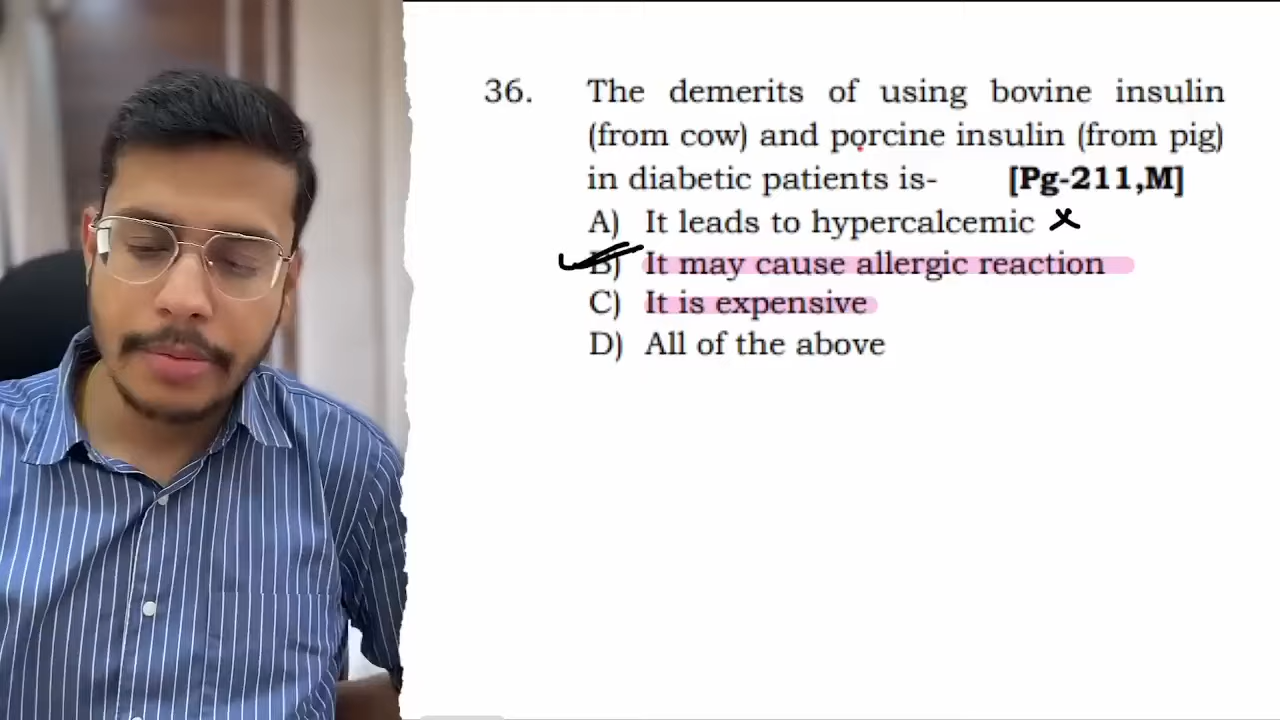 36. The demerits of using bovine insulin
(from cow) and porcine insulin (from pig)
in diabetic patients is- [Pg-211,M]
A) It leads to hypercalcemic
B) It may cause allergic reaction
C) It is expensive
D) All of the above